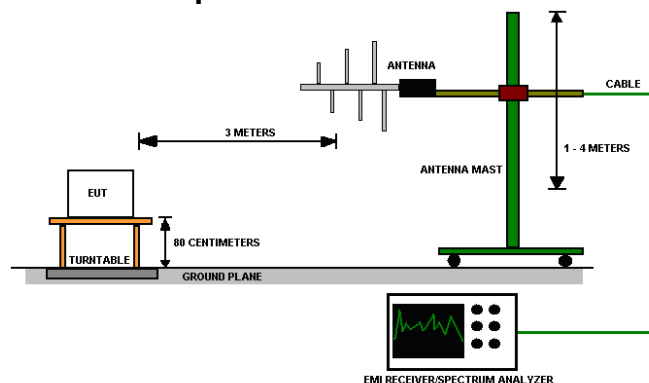 ANTENNA
CABLE
3 METERS
1 - 4 METERS
ANTENNA MAST
EUT
80 CENTIMETERS
TURNTABLE
GROUND PLANE
EMI RECEIVER/SPECTRUM ANALYZER